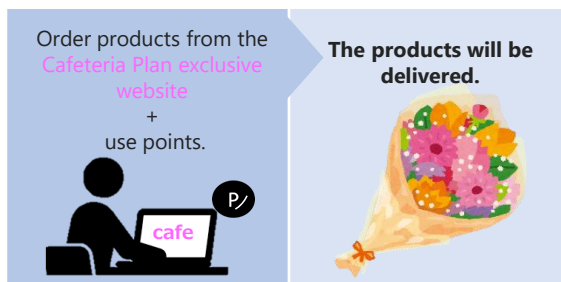 Order products from the
Cafeteria Plan exclusive
website
+
use points.
cafe
P
The products will be
delivered.